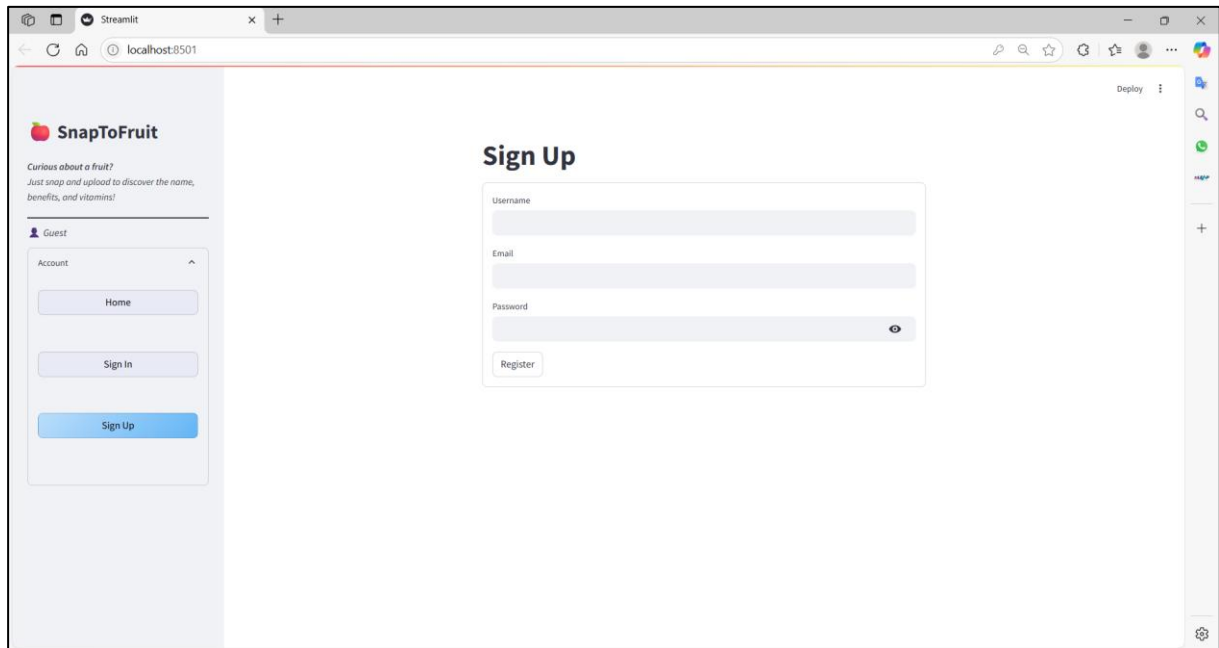 Streamlit
localhost:8501
Deploy
SnapToFruit
Curious about a fruit?
Just snap and upload to discover the name,
benefits, and vitamins!
Guest
Account
Home
Sign In
Sign Up
Sign Up
Username
Email
Password
Register